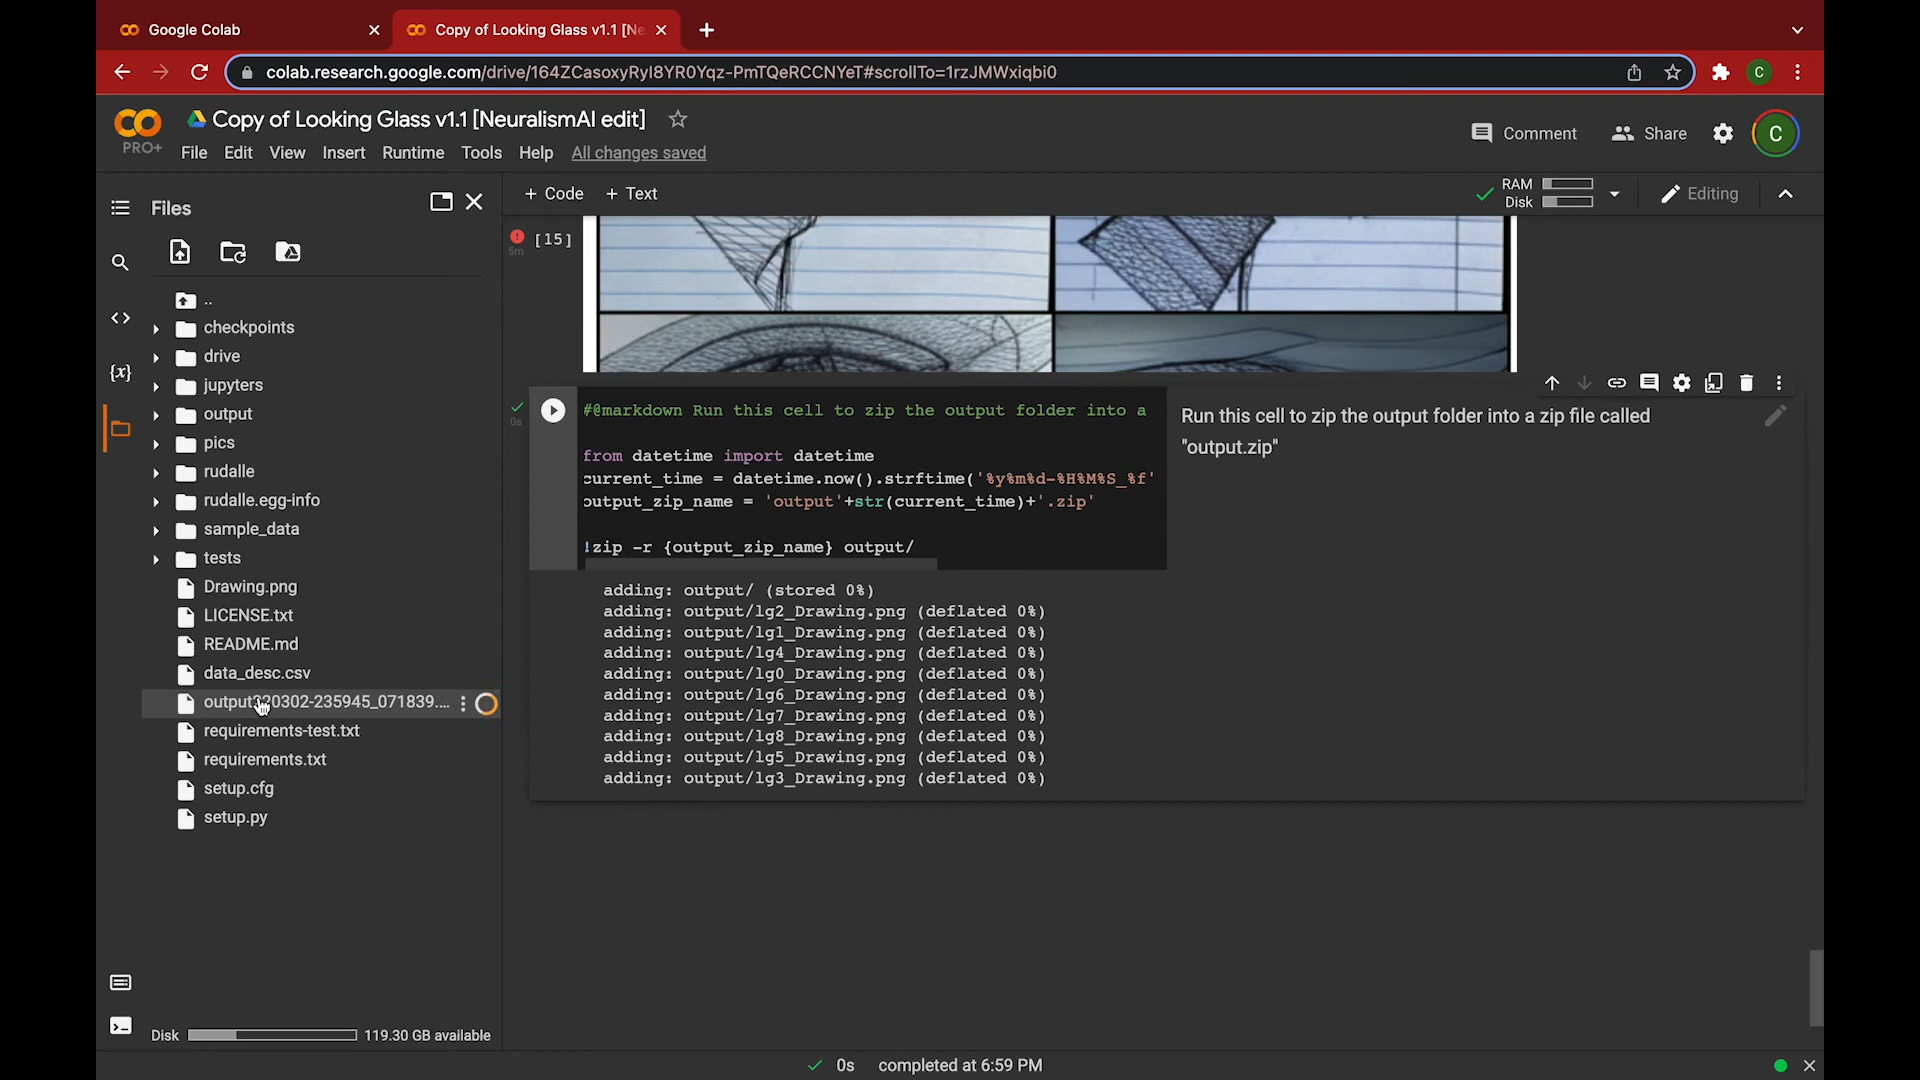 Google Colab
Copy of Looking Glass v1.1 [Ne
colab.research.google.com/drive/164ZCasoxyRyI8YR0Yqz-PmTQeRCCNYeT#scrollTo=1rzJMWxiqbi0
C
PRO+
Copy of Looking Glass v1.1 [NeuralismAI edit]
File Edit View Insert Runtime Tools Help All changes saved
Comment
Share
C
Files
+ Code + Text
RAM
Disk
Editing
..
checkpoints
drive
jupyters
output
pics
rudalle
rudalle.egg-info
sample_data
tests
Drawing.png
LICENSE.txt
README.md
data_desc.csv
requirements-test.txt
requirements.txt
setup.cfg
setup.py
Disk
119.30 GB available
5m
[15]
0s
#@markdown Run this cell to zip the output folder into a
from datetime import datetime
current_time = datetime.now().strftime('%y%m%d-%H%M%S_%f'
output_zip_name = 'output'+str(current_time)+'.zip'
!zip -r {output_zip_name} output/
Run this cell to zip the output folder into a zip file called
"output.zip"
adding: output/ (stored 0%)
adding: output/lg2_Drawing.png (deflated 0%)
adding: output/lg1_Drawing.png (deflated 0%)
adding: output/lg4_Drawing.png (deflated 0%)
adding: output/lg0_Drawing.png (deflated 0%)
adding: output/lg6_Drawing.png (deflated 0%)
adding: output/lg7_Drawing.png (deflated 0%)
adding: output/lg8_Drawing.png (deflated 0%)
adding: output/lg5_Drawing.png (deflated 0%)
adding: output/lg3_Drawing.png (deflated 0%)
0s completed at 6:59 PM